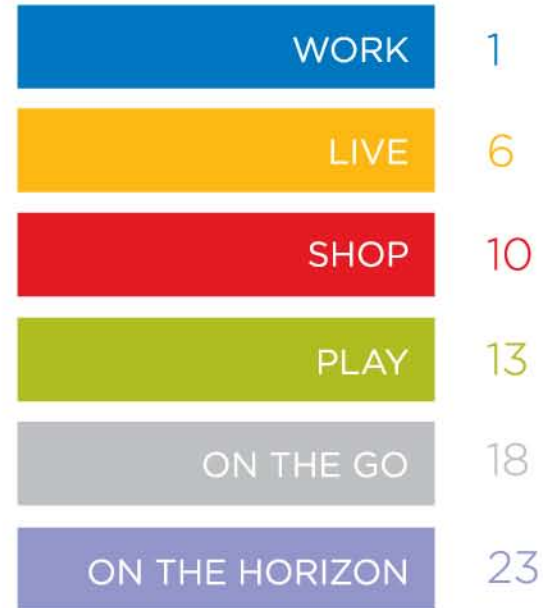 WORK 1
LIVE 6
SHOP 10
PLAY 13
ON THE GO 18
ON THE HORIZON 23